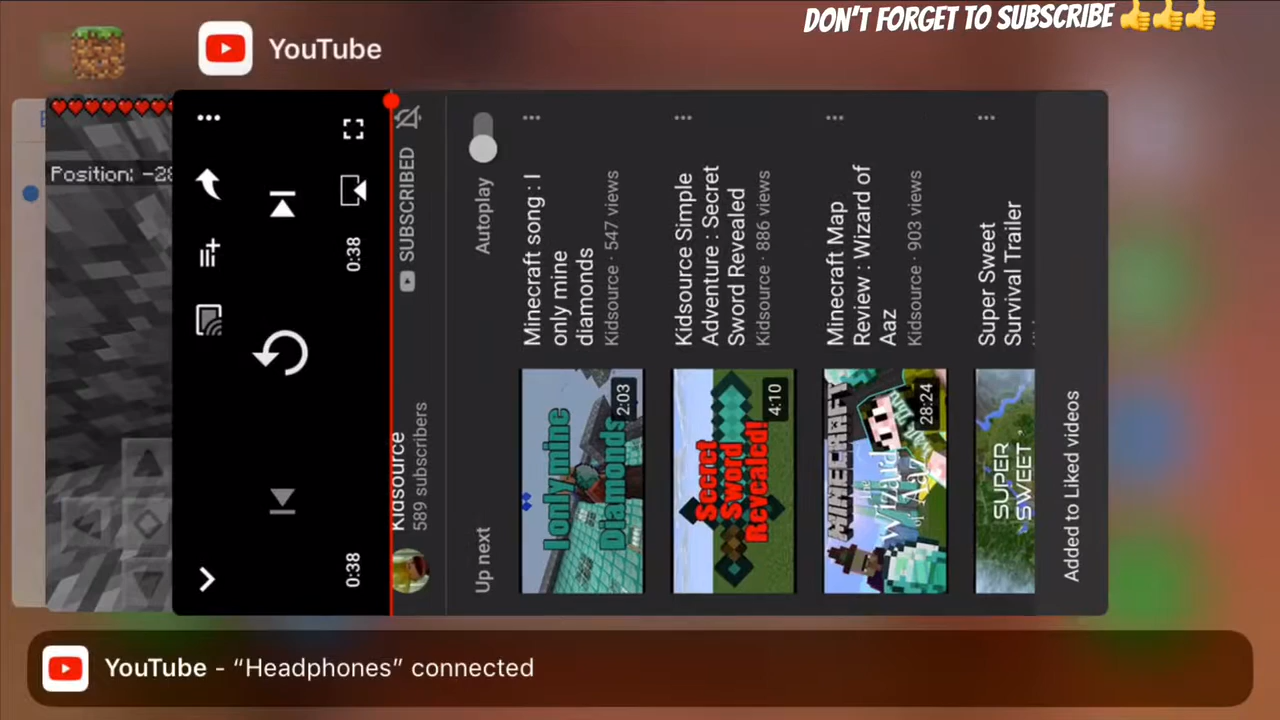 DON'T FORGET TO SUBSCRIBE 👍👍👍
YouTube
Position: -28
0:38
0:38
Kidsource
589 subscribers
SUBSCRIBED
Up next
Autoplay
I only mine
Diamonds
2:03
Minecraft song : I
only mine
diamonds
Kidsource · 547 views
Secret
Sword
Revealed!
4:10
Kidsource Simple
Adventure : Secret
Sword Revealed
Kidsource · 886 views
MINECRAFT
The
Wizard
of Aaz
28:24
Minecraft Map
Review : Wizard of
Aaz
Kidsource · 903 views
SUPER
SWEET
Super Sweet
Survival Trailer
Added to Liked videos
YouTube - “Headphones” connected